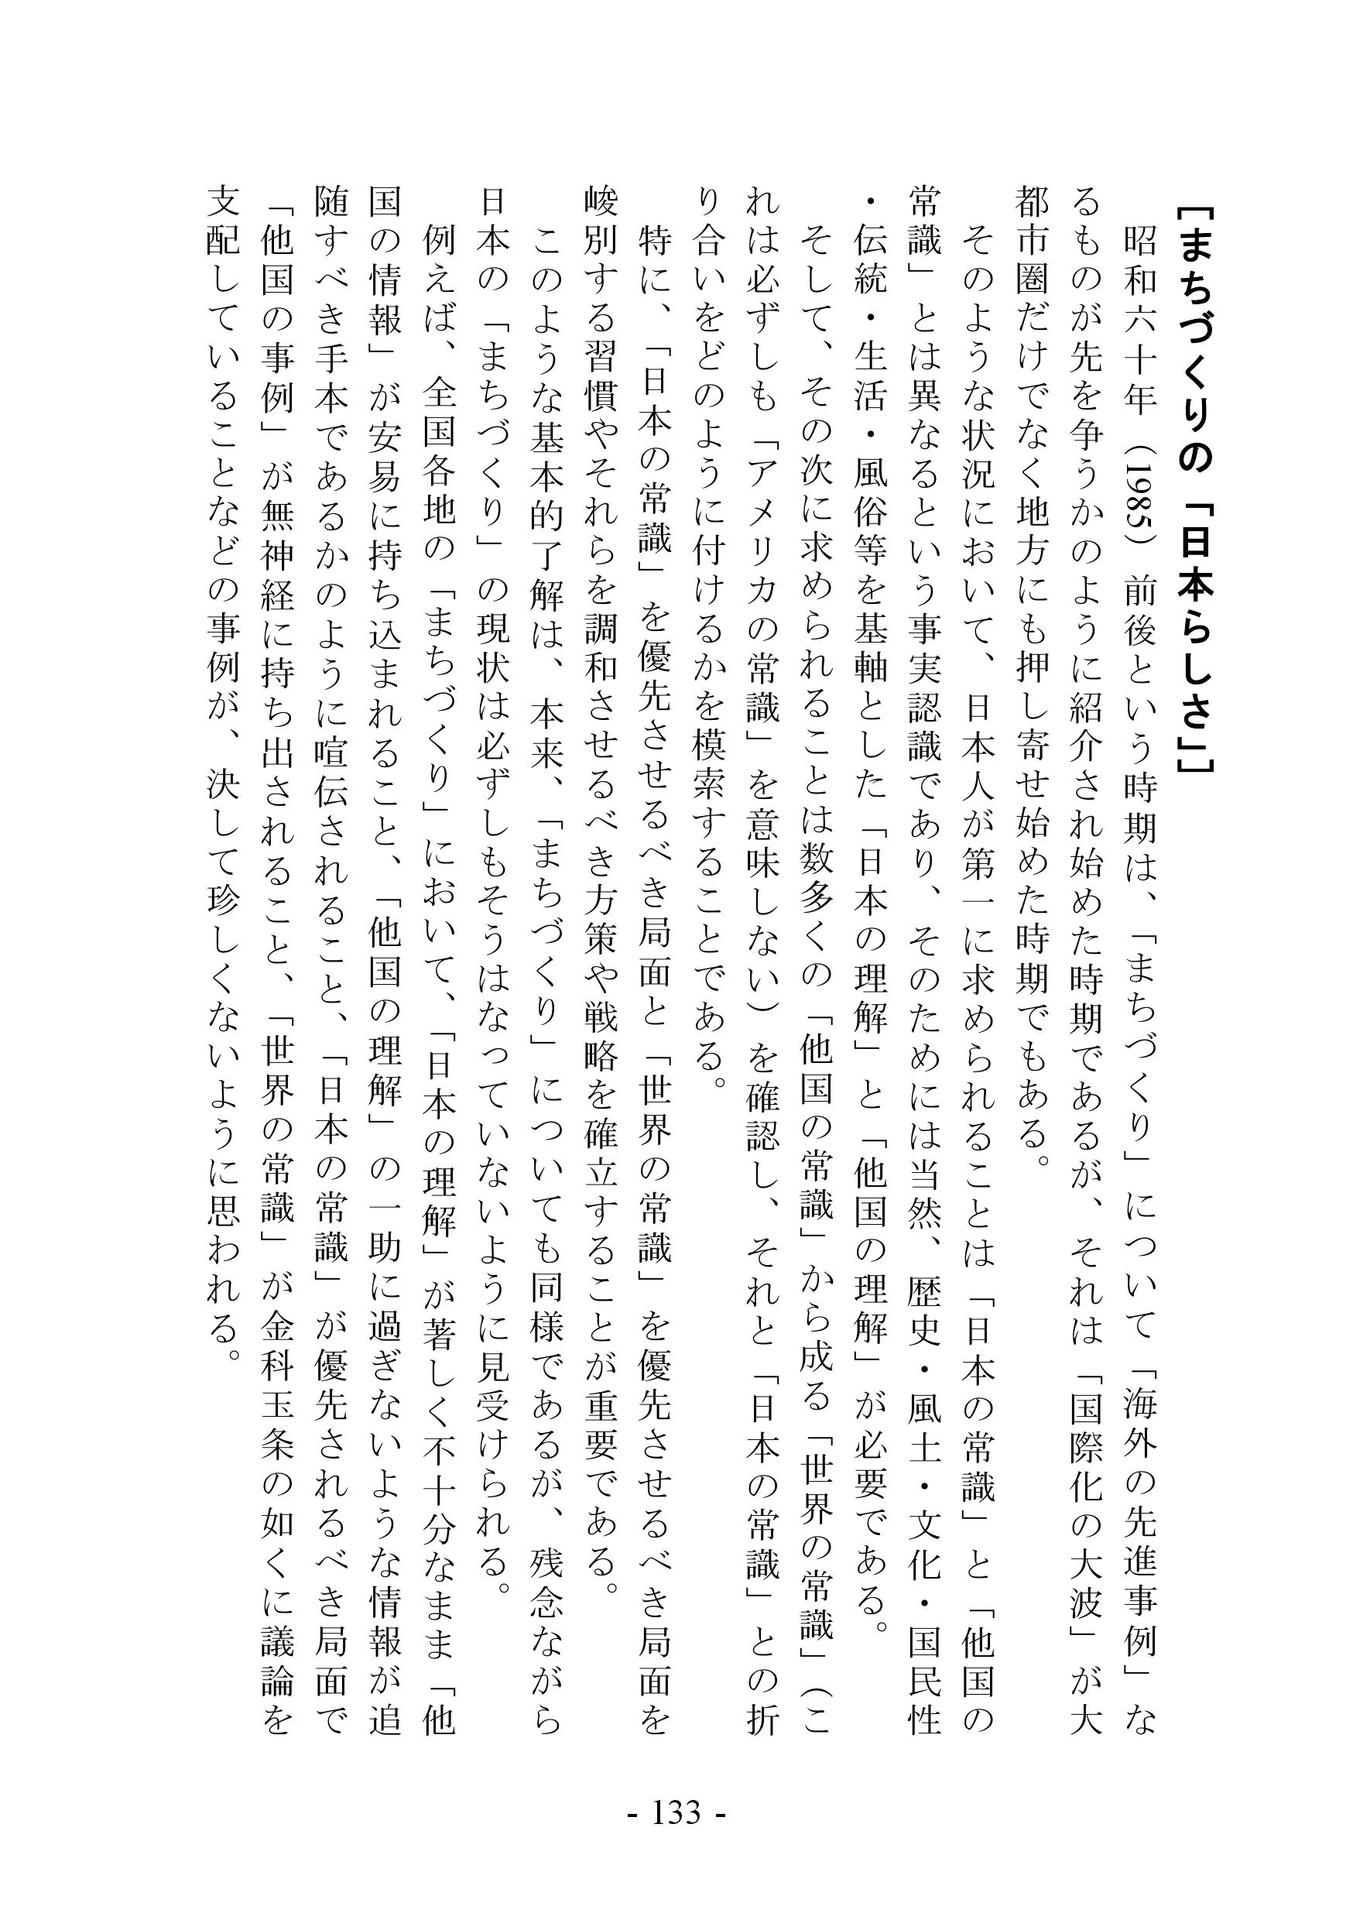 [まちづくりの「日本らしさ」]
　昭和六十年（1985）前後という時期は、「まちづくり」について「海外の先進事例」な
るものが先を争うかのように紹介され始めた時期であるが、それは「国際化の大波」が大
都市圏だけでなく地方にも押し寄せ始めた時期でもある。
　そのような状況において、日本人が第一に求められることは「日本の常識」と「他国の
常識」とは異なるという事実認識であり、そのためには当然、歴史・風土・文化・国民性
・伝統・生活・風俗等を基軸とした「日本の理解」と「他国の理解」が必要である。
　そして、その次に求められることは数多くの「他国の常識」から成る「世界の常識」（こ
れは必ずしも「アメリカの常識」を意味しない）を確認し、それと「日本の常識」との折
り合いをどのように付けるかを模索することである。
　特に、「日本の常識」を優先させるべき局面と「世界の常識」を優先させるべき局面を
峻別する習慣やそれらを調和させるべき方策や戦略を確立することが重要である。
　このような基本的了解は、本来、「まちづくり」についても同様であるが、残念ながら
日本の「まちづくり」の現状は必ずしもそうはなっていないように見受けられる。
　例えば、全国各地の「まちづくり」において、「日本の理解」が著しく不十分なまま「他
国の情報」が安易に持ち込まれること、「他国の理解」の一助に過ぎないような情報が追
随すべき手本であるかのように喧伝されること、「日本の常識」が優先されるべき局面で
「他国の事例」が無神経に持ち出されること、「世界の常識」が金科玉条の如くに議論を
支配していることなどの事例が、決して珍しくないように思われる。
- 133 -